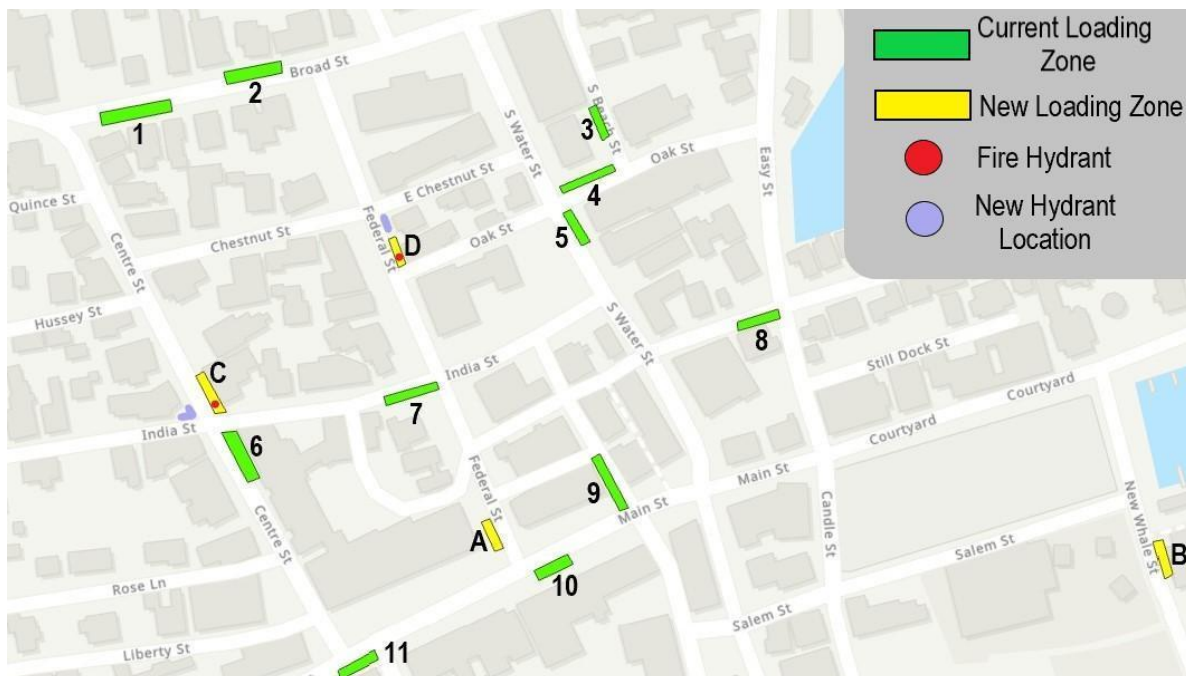 Current Loading
Zone
New Loading Zone
Fire Hydrant
New Hydrant
Location
Broad St
2
1
S Beach St
3
S Water St
Oak St
4
Easy St
E Chestnut St
Quince St
Federal St
D
Oak St
5
Chestnut St
Centre St
Hussey St
S Water St
8
Still Dock St
C
India St
7
Courtyard
Courtyard
India St
6
Main St
9
Main St
Federal St
A
Centre St
Candle St
New Whale St
Salem St
B
10
Rose Ln
Salem St
Liberty St
11